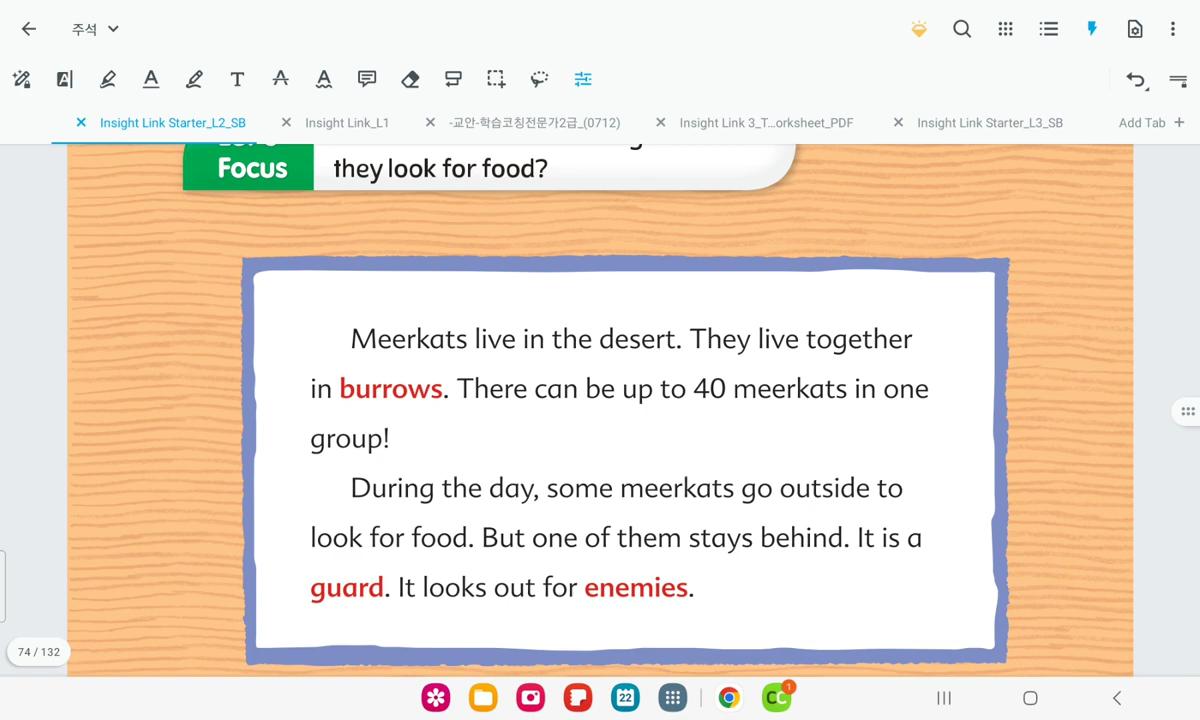 주석
Insight Link Starter_L2_SB
Insight Link_L1
-교안-학습코칭전문가2급_(0712)
Insight Link 3_T...orksheet_PDF
Insight Link Starter_L3_SB
Add Tab +
Focus
they look for food?
Meerkats live in the desert. They live together
in burrows. There can be up to 40 meerkats in one
group!
During the day, some meerkats go outside to
look for food. But one of them stays behind. It is a
guard. It looks out for enemies.
74 / 132
22
CC
1